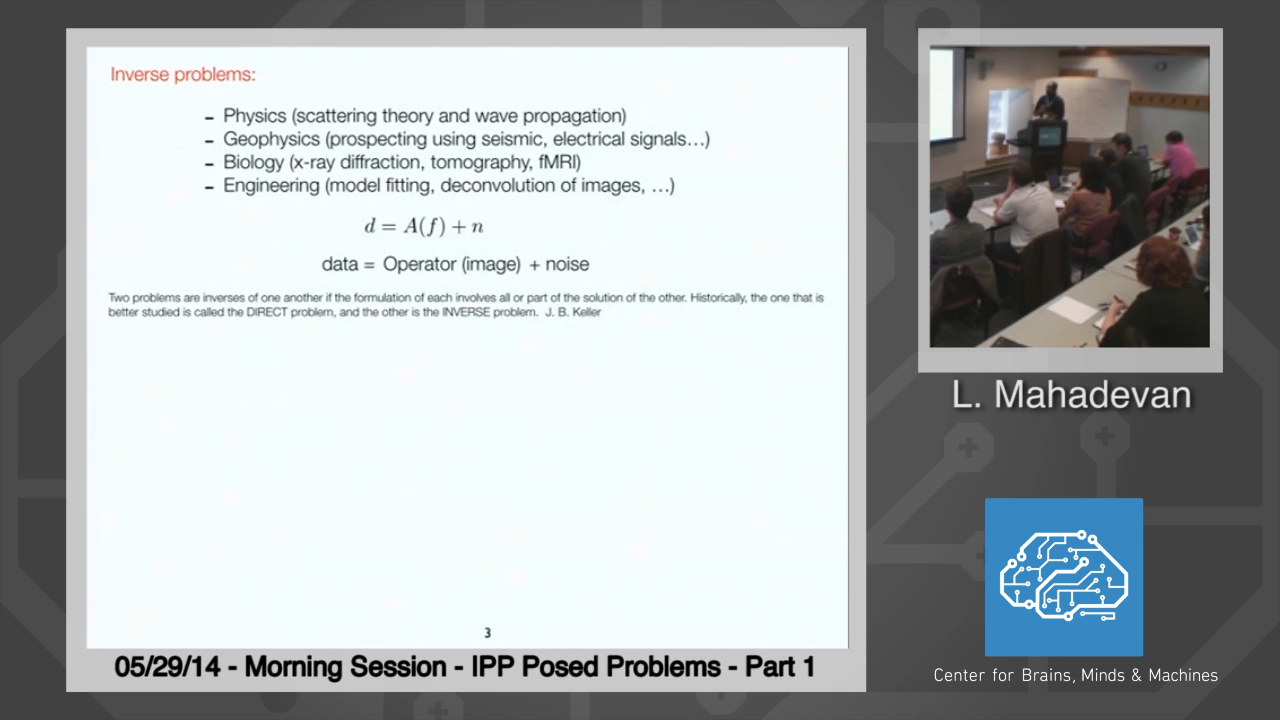 Inverse problems:
- Physics (scattering theory and wave propagation)
- Geophysics (prospecting using seismic, electrical signals…)
- Biology (x-ray diffraction, tomography, fMRI)
- Engineering (model fitting, deconvolution of images, …)
d = A(f) + n
data = Operator (image) + noise
Two problems are inverses of one another if the formulation of each involves all or part of the solution of the other. Historically, the one that is
better studied is called the DIRECT problem, and the other is the INVERSE problem. J. B. Keller
3
05/29/14 - Morning Session - IPP Posed Problems - Part 1
L. Mahadevan
Center for Brains, Minds & Machines